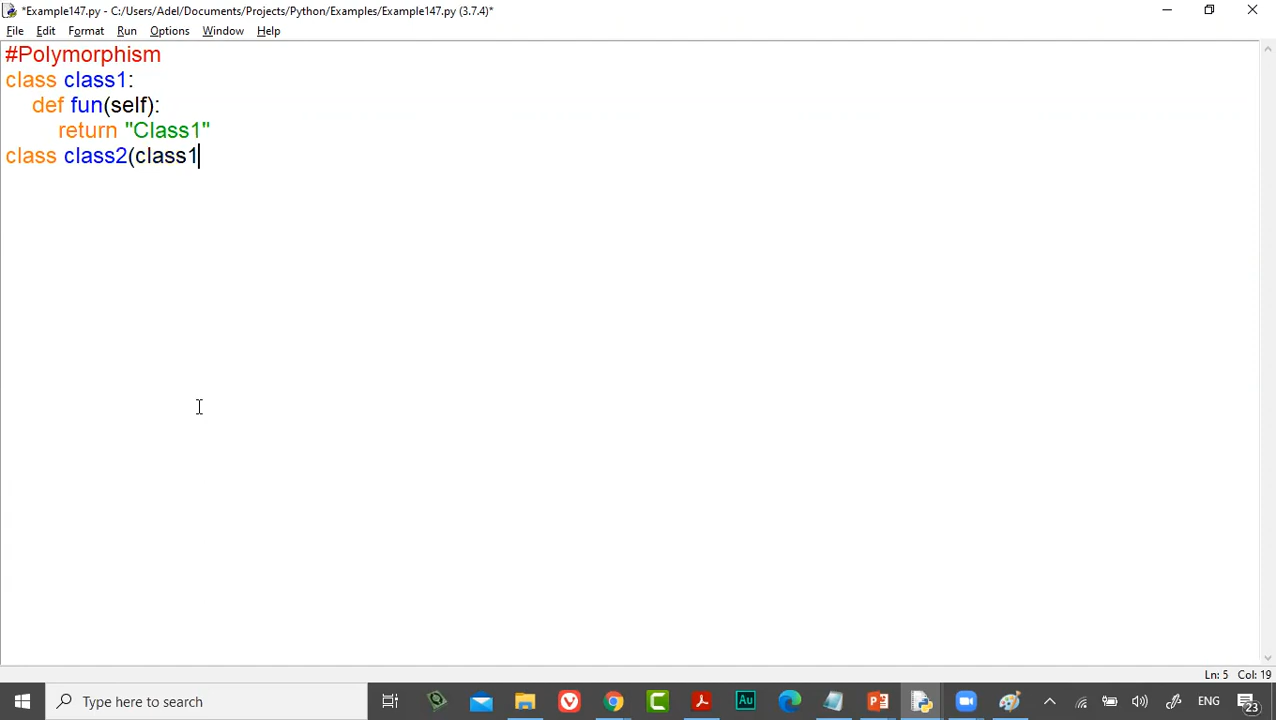 *Example147.py - C:/Users/Adel/Documents/Projects/Python/Examples/Example147.py (3.7.4)*
File Edit Format Run Options Window Help
#Polymorphism
class class1:
def fun(self):
return "Class1"
class class2(class1
Ln: 5 Col: 19
Type here to search
Au
ENG
23